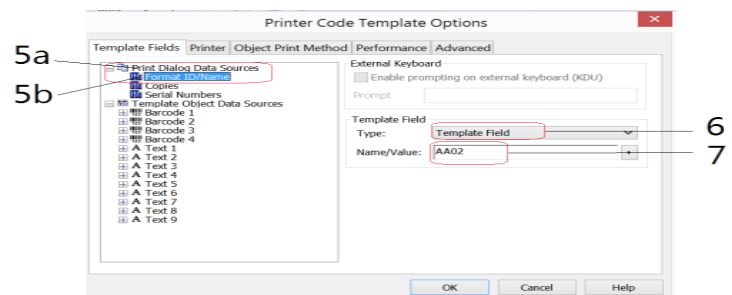 Printer Code Template Options
Template Fields Printer Object Print Method Performance Advanced
5a
Print Dialog Data Sources
5b
Format ID/Name
Copies
Serial Numbers
Template Object Data Sources
Barcode 1
Barcode 2
Barcode 3
Barcode 4
A Text 1
A Text 2
A Text 3
A Text 4
A Text 5
A Text 6
A Text 7
A Text 8
A Text 9
External Keyboard
Enable prompting on external keyboard (KDU)
Prompt
Template Field
Type: Template Field
6
Name/Value: AA02
7
OK Cancel Help